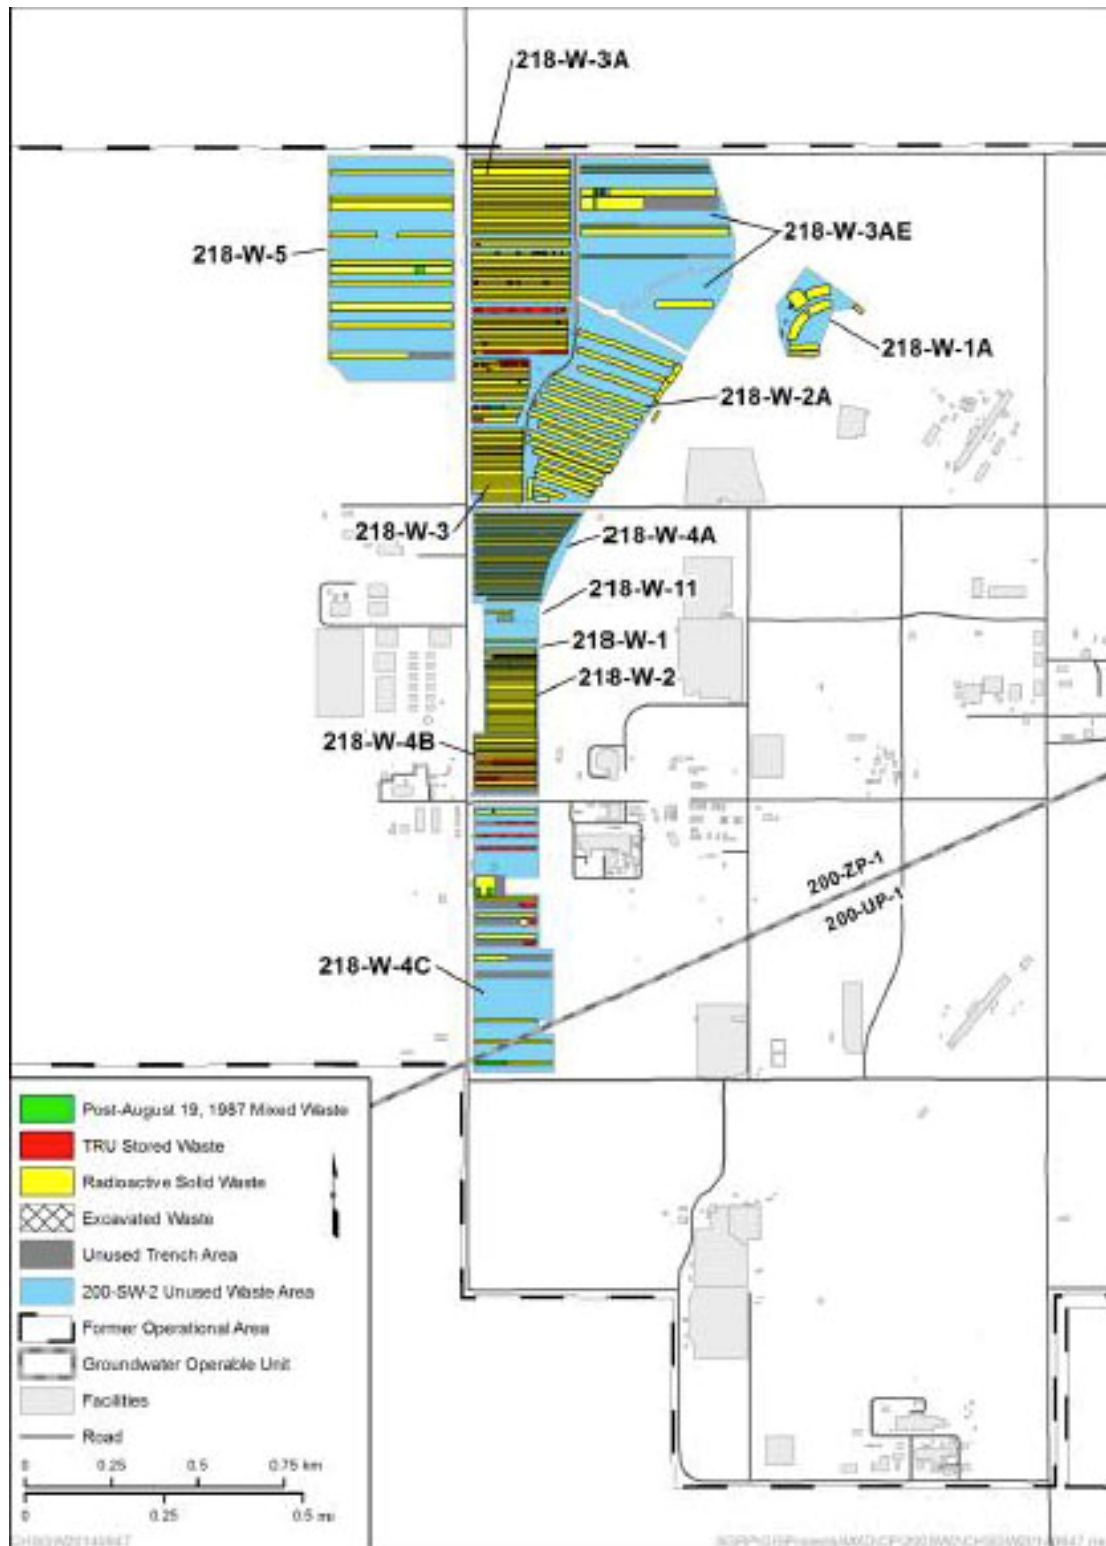 218-W-3A
218-W-3AE
218-W-5
218-W-1A
218-W-2A
218-W-3
218-W-4A
218-W-11
218-W-1
218-W-2
218-W-4B
200-ZP-1
200-UP-1
218-W-4C
Post-August 19, 1987 Mixed Waste
TRU Stored Waste
Radioactive Solid Waste
Excavated Waste
Unused Trench Area
200-SW-2 Unused Waste Area
Former Operational Area
Groundwater Operable Unit
Facilities
Road
0 0.25 0.5 0.75 km
0 0.25 0.5 mi
CHSGW20140647